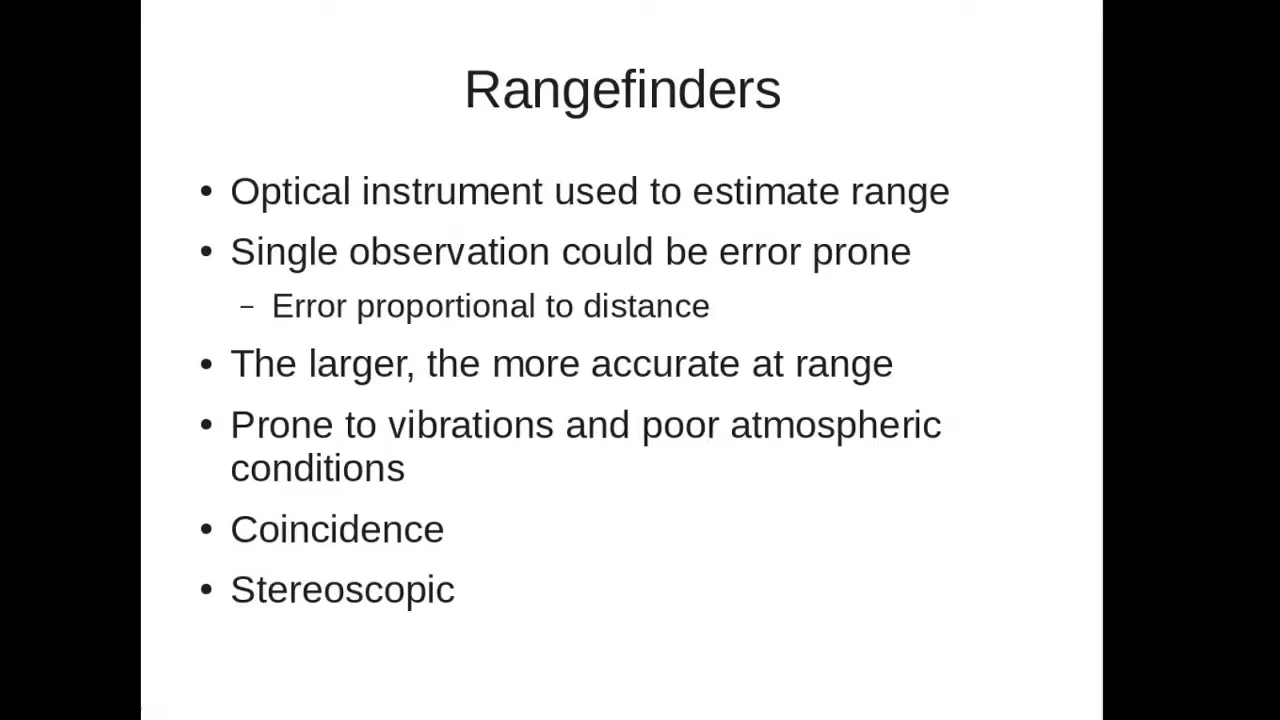 Rangefinders
• Optical instrument used to estimate range
• Single observation could be error prone
– Error proportional to distance
• The larger, the more accurate at range
• Prone to vibrations and poor atmospheric
conditions
• Coincidence
• Stereoscopic